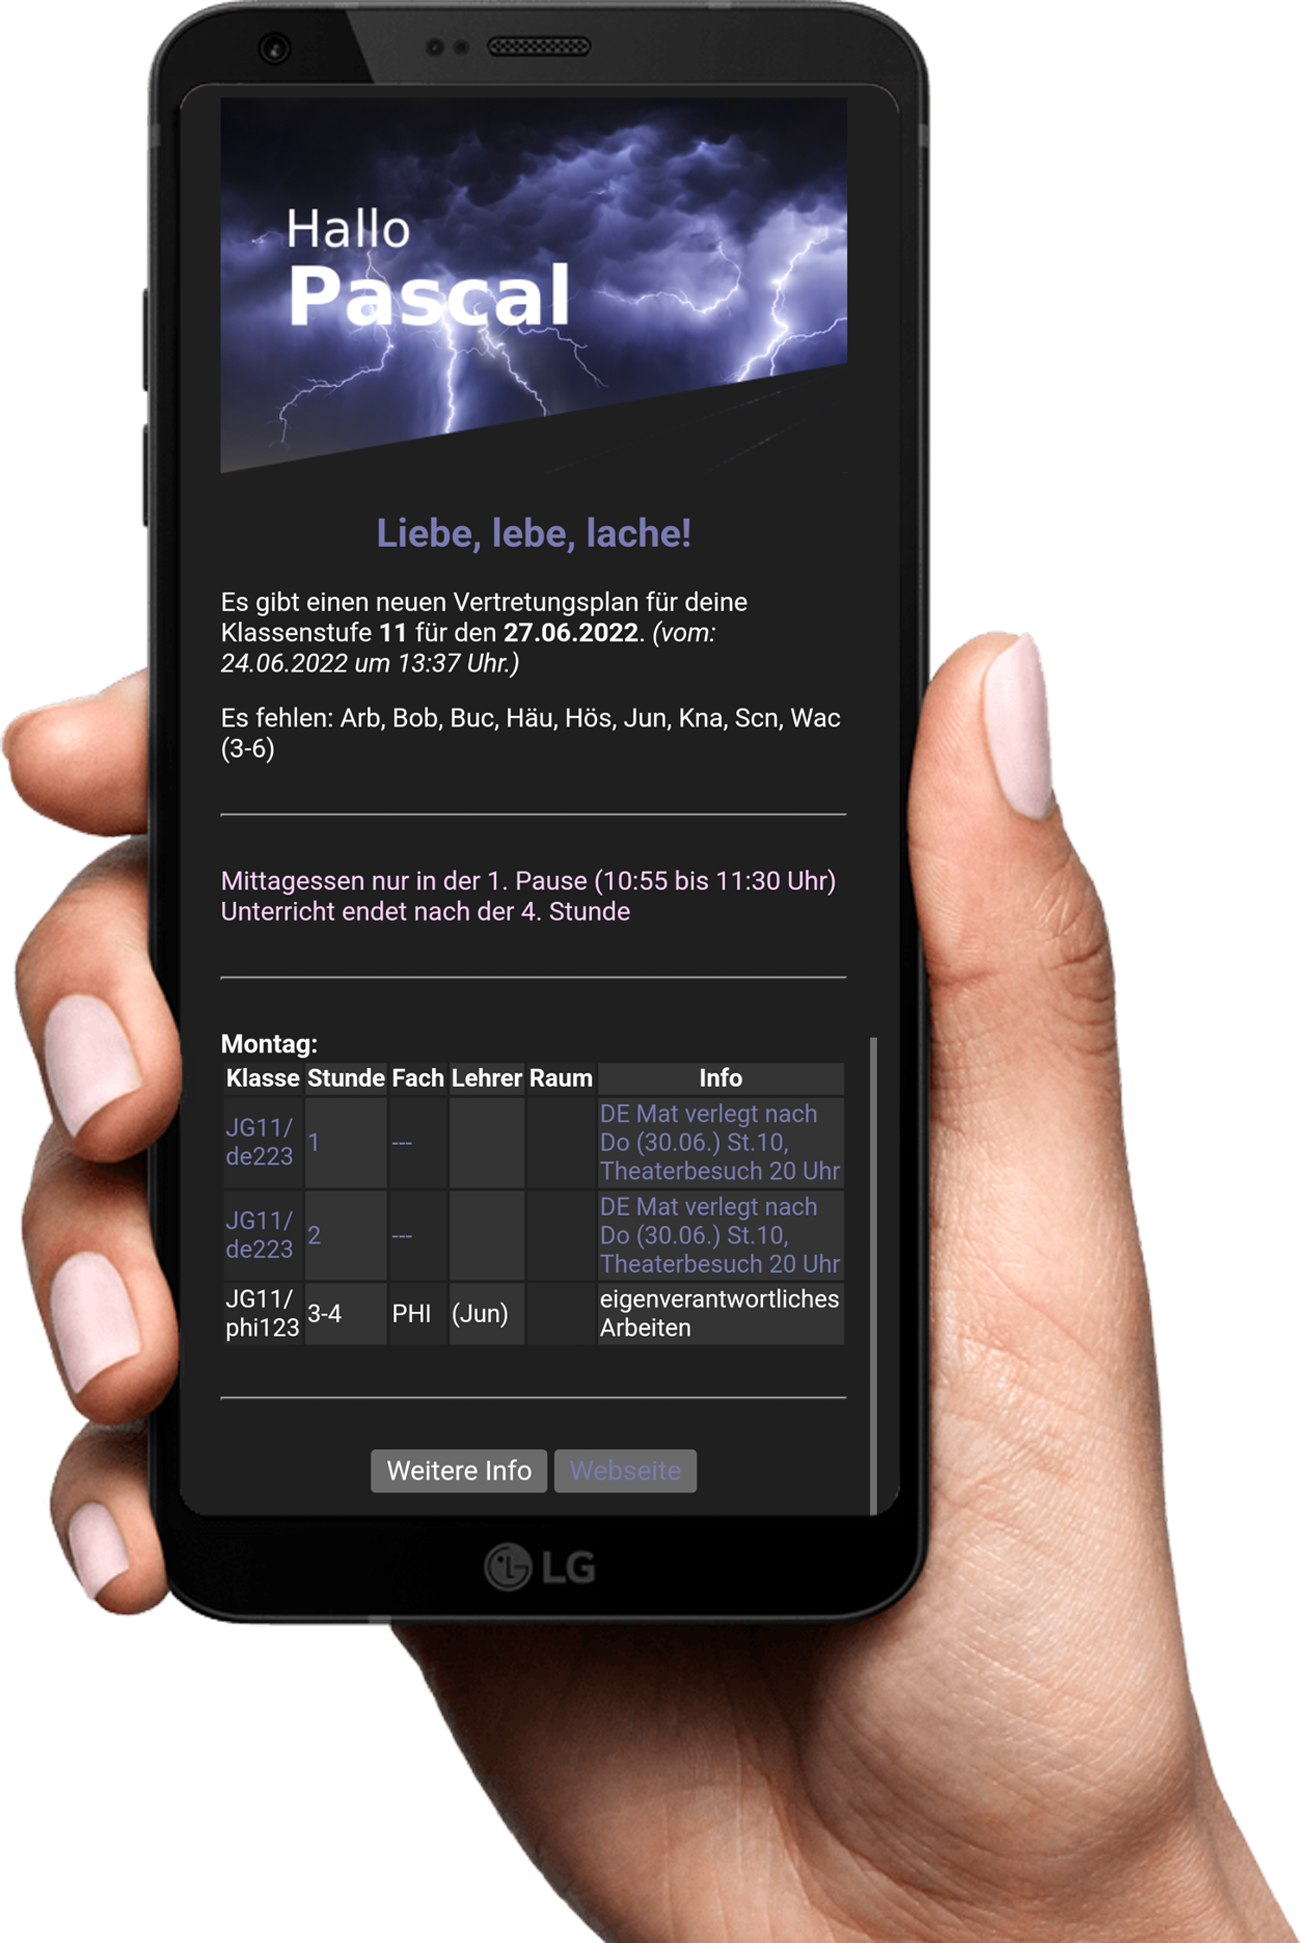 Hallo
Pascal
Liebe, lebe, lache!
Es gibt einen neuen Vertretungsplan für deine
Klassenstufe 11 für den 27.06.2022. (vom:
24.06.2022 um 13:37 Uhr.)
Es fehlen: Arb, Bob, Buc, Häu, Hös, Jun, Kna, Scn, Wac
(3-6)
Mittagessen nur in der 1. Pause (10:55 bis 11:30 Uhr)
Unterricht endet nach der 4. Stunde
Montag:
Klasse Stunde Fach Lehrer Raum Info
JG11/
de223 1 --- DE Mat verlegt nach
Do (30.06.) St.10,
Theaterbesuch 20 Uhr
JG11/
de223 2 --- DE Mat verlegt nach
Do (30.06.) St.10,
Theaterbesuch 20 Uhr
JG11/
phi123 3-4 PHI (Jun) eigenverantwortliches
Arbeiten
Weitere Info Webseite
LG